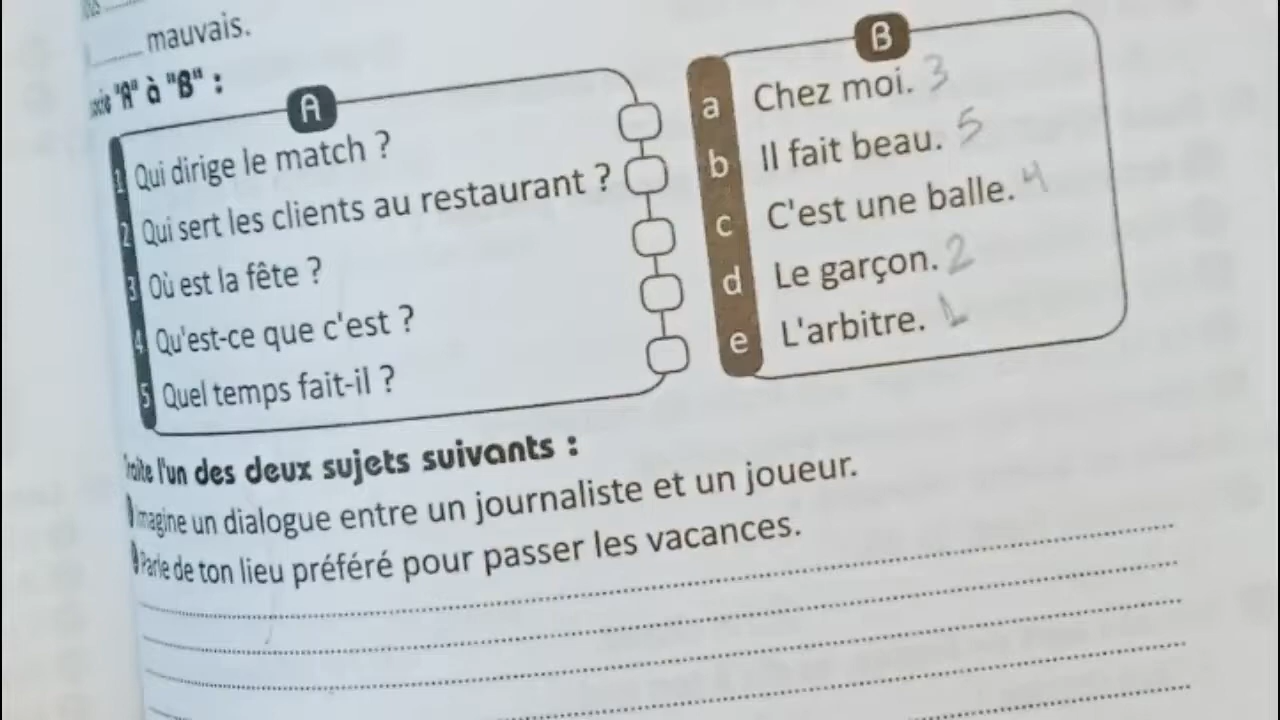 mauvais.
"A" à "B" :
A
1 Qui dirige le match ?
2 Qui sert les clients au restaurant ?
3 Où est la fête ?
4 Qu'est-ce que c'est ?
5 Quel temps fait-il ?
B
a Chez moi. 3
b Il fait beau. 5
c C'est une balle. 4
d Le garçon. 2
e L'arbitre. 1
Traite l'un des deux sujets suivants :
Imagine un dialogue entre un journaliste et un joueur.
Parle de ton lieu préféré pour passer les vacances.